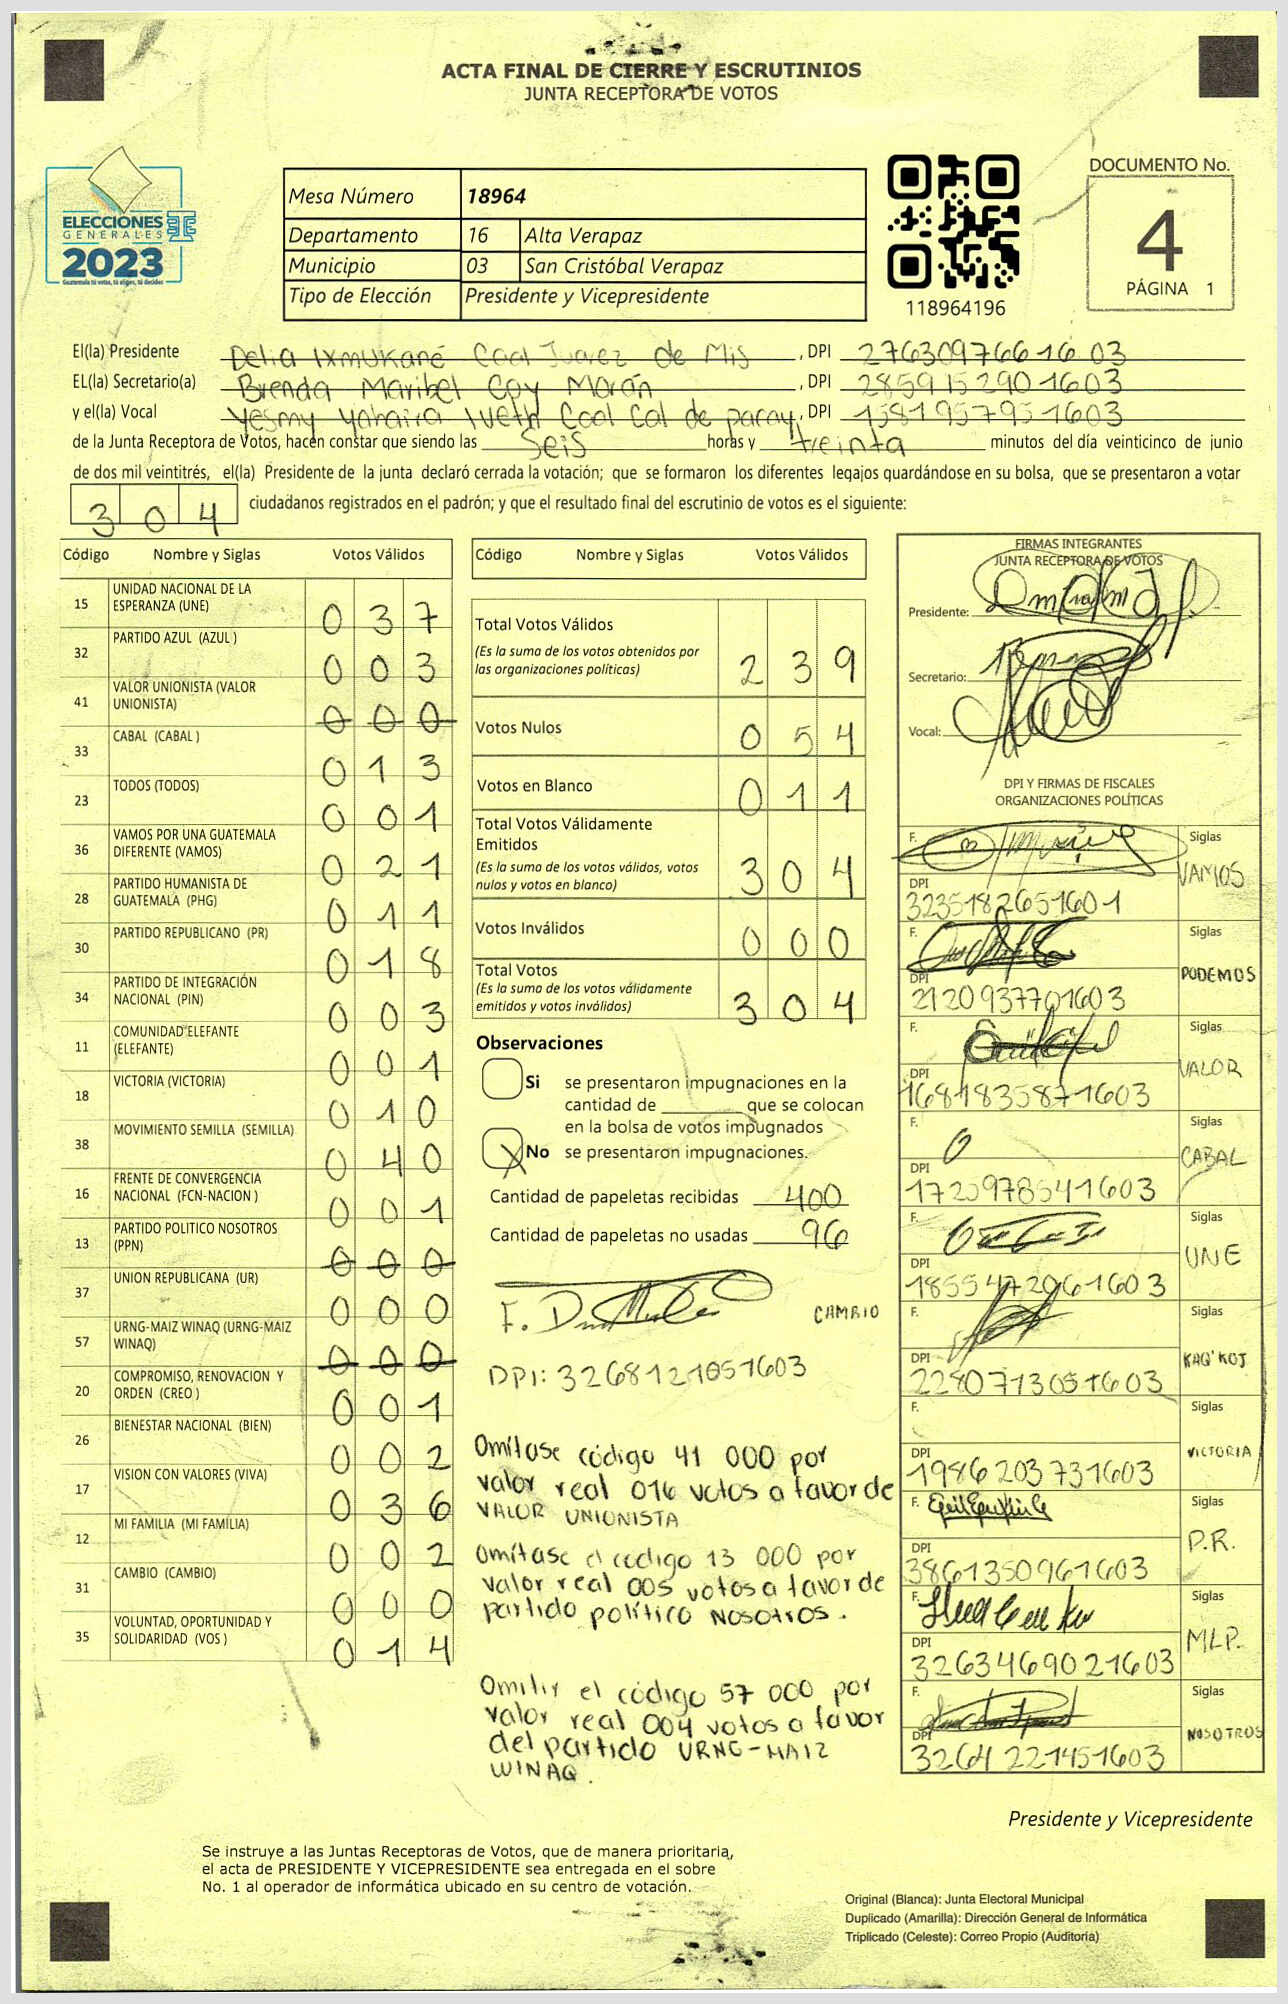 ACTA FINAL DE CIERRE Y ESCRUTINIOS
JUNTA RECEPTORA DE VOTOS
ELECCIONES
GENERALES
2023
Guatemala tú votas, tú eliges, tú decides
Mesa Número 18964
Departamento 16 Alta Verapaz
Municipio 03 San Cristóbal Verapaz
Tipo de Elección Presidente y Vicepresidente
118964196
DOCUMENTO No.
4
PÁGINA 1
El(la) Presidente Delia Ixmukané Caal Juarez de Mis, DPI 2763097661603
EL(la) Secretario(a) Brenda Maribel Coy Morán, DPI 2859152901603
y el(la) Vocal Yesmy Yahaira Iveth Caal Cal de paray, DPI 1581957951603
de la Junta Receptora de Votos, hacen constar que siendo las seis horas y treinta minutos del día veinticinco de junio
de dos mil veintitrés, el(la) Presidente de la junta declaró cerrada la votación; que se formaron los diferentes legajos guardándose en su bolsa, que se presentaron a votar
304 ciudadanos registrados en el padrón; y que el resultado final del escrutinio de votos es el siguiente:
Código Nombre y Siglas Votos Válidos
15 UNIDAD NACIONAL DE LA ESPERANZA (UNE) 037
32 PARTIDO AZUL (AZUL ) 003
41 VALOR UNIONISTA (VALOR UNIONISTA) 000
33 CABAL (CABAL ) 013
23 TODOS (TODOS) 001
36 VAMOS POR UNA GUATEMALA DIFERENTE (VAMOS) 021
28 PARTIDO HUMANISTA DE GUATEMALA (PHG) 011
30 PARTIDO REPUBLICANO (PR) 018
34 PARTIDO DE INTEGRACIÓN NACIONAL (PIN) 003
11 COMUNIDAD ELEFANTE (ELEFANTE) 001
18 VICTORIA (VICTORIA) 010
38 MOVIMIENTO SEMILLA (SEMILLA) 040
16 FRENTE DE CONVERGENCIA NACIONAL (FCN-NACION ) 001
13 PARTIDO POLITICO NOSOTROS (PPN) 000
37 UNION REPUBLICANA (UR) 000
57 URNG-MAIZ WINAQ (URNG-MAIZ WINAQ) 000
20 COMPROMISO, RENOVACION Y ORDEN (CREO ) 001
26 BIENESTAR NACIONAL (BIEN) 002
17 VISION CON VALORES (VIVA) 036
12 MI FAMILIA (MI FAMILIA) 002
31 CAMBIO (CAMBIO) 000
35 VOLUNTAD, OPORTUNIDAD Y SOLIDARIDAD (VOS ) 014
Código Nombre y Siglas Votos Válidos
Total Votos Válidos
(Es la suma de los votos obtenidos por
las organizaciones políticas) 239
Votos Nulos 054
Votos en Blanco 011
Total Votos Válidamente
Emitidos
(Es la suma de los votos válidos, votos
nulos y votos en blanco) 304
Votos Inválidos 000
Total Votos
(Es la suma de los votos válidamente
emitidos y votos inválidos) 304
Observaciones
Si se presentaron impugnaciones en la
cantidad de ________ que se colocan
en la bolsa de votos impugnados
X No se presentaron impugnaciones.
Cantidad de papeletas recibidas 400
Cantidad de papeletas no usadas 96
F. CAMBIO
DPI: 3268121051603
Omitase código 41 000 por
valor real 016 votos a favor de
VALOR UNIONISTA
Omitase el codigo 13 000 por
valor real 005 votos a favor de
partido político NOSOTROS.
Omitir el código 57 000 por
valor real 004 votos a favor
del partido URNG-MAIZ
WINAQ.
FIRMAS INTEGRANTES
JUNTA RECEPTORA DE VOTOS
Presidente:
Secretario:
Vocal:
DPI Y FIRMAS DE FISCALES
ORGANIZACIONES POLÍTICAS
F. Siglas VAMOS
DPI 3235182651601
F. Siglas PODEMOS
DPI 2120937701603
F. Siglas VALOR
DPI 1681835871603
F. Siglas CABAL
DPI 1725978541603
F. Siglas UNE
DPI 1855472061603
F. Siglas KAQ'KOJ
DPI 2280713051603
F. Siglas VICTORIA
DPI 1986203731603
F. Siglas P.R.
DPI 3861350961603
F. Siglas MLP.
DPI 3263469021603
F. Siglas NOSOTROS
DPI 3264221451603
Presidente y Vicepresidente
Se instruye a las Juntas Receptoras de Votos, que de manera prioritaria,
el acta de PRESIDENTE Y VICEPRESIDENTE sea entregada en el sobre
No. 1 al operador de informática ubicado en su centro de votación.
Original (Blanca): Junta Electoral Municipal
Duplicado (Amarilla): Dirección General de Informática
Triplicado (Celeste): Correo Propio (Auditoría)